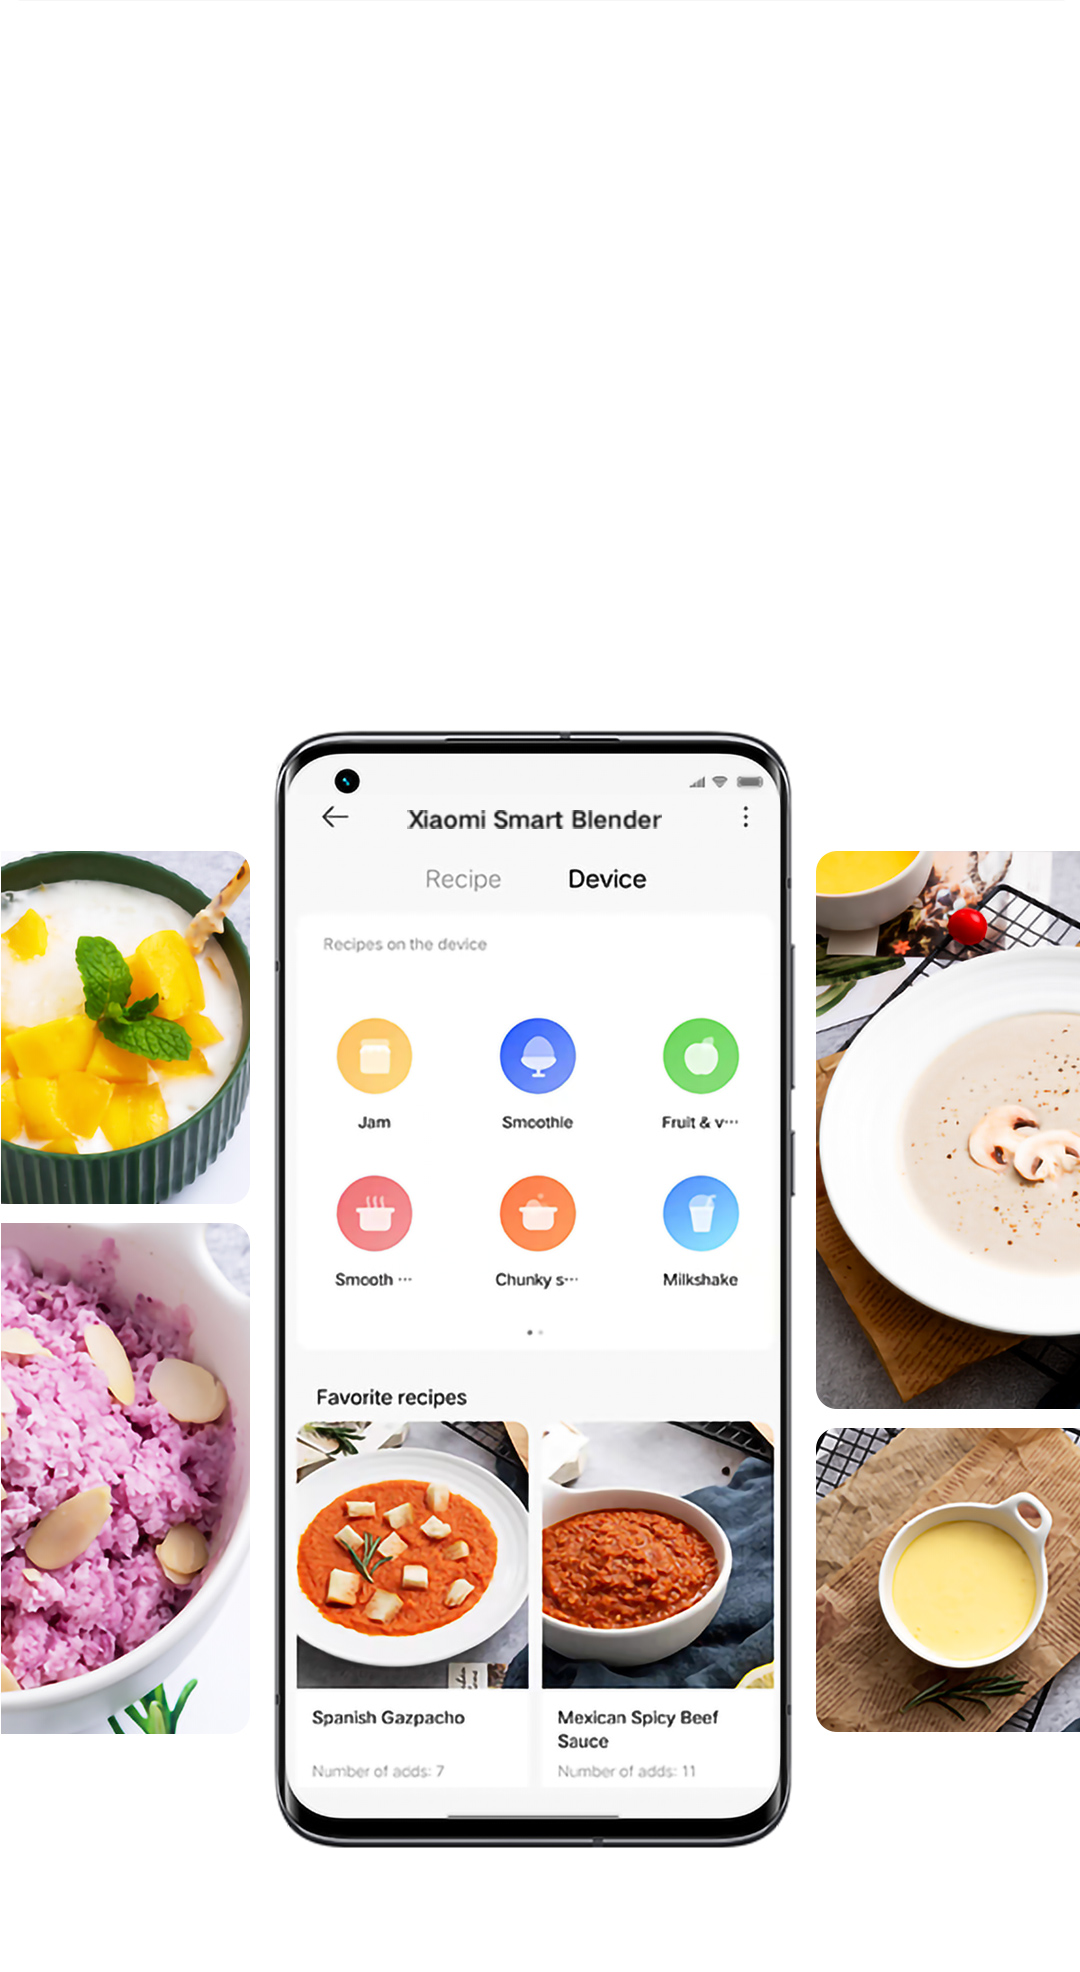 Xiaomi Smart Blender
Recipe Device
Recipes on the device
Jam Smoothie Fruit & v···
Smooth ··· Chunky s··· Milkshake
Favorite recipes
Spanish Gazpacho
Number of adds: 7
Mexican Spicy Beef
Sauce
Number of adds: 11